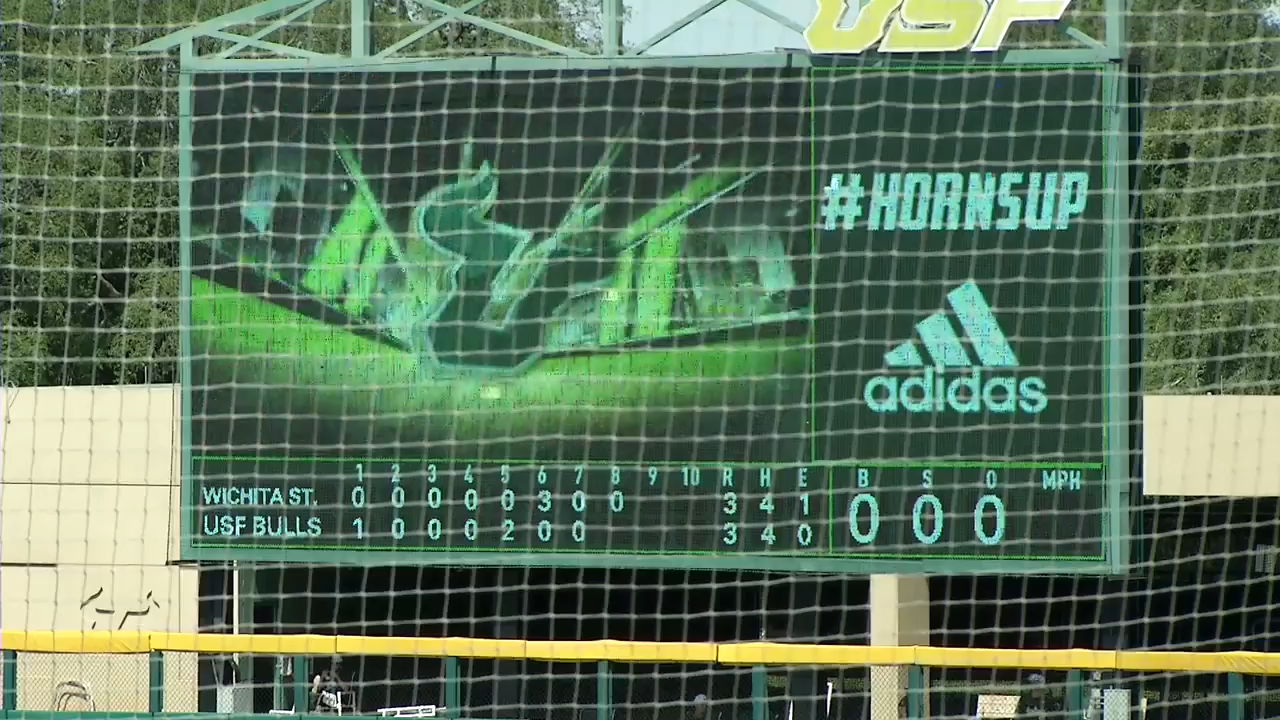 USF
#HORNSUP
adidas
1 2 3 4 5 6 7 8 9 10 R H E B S O MPH
WICHITA ST. 0 0 0 0 0 3 0 0 3 4 1 0 0 0
USF BULLS 1 0 0 0 2 0 0 3 4 0